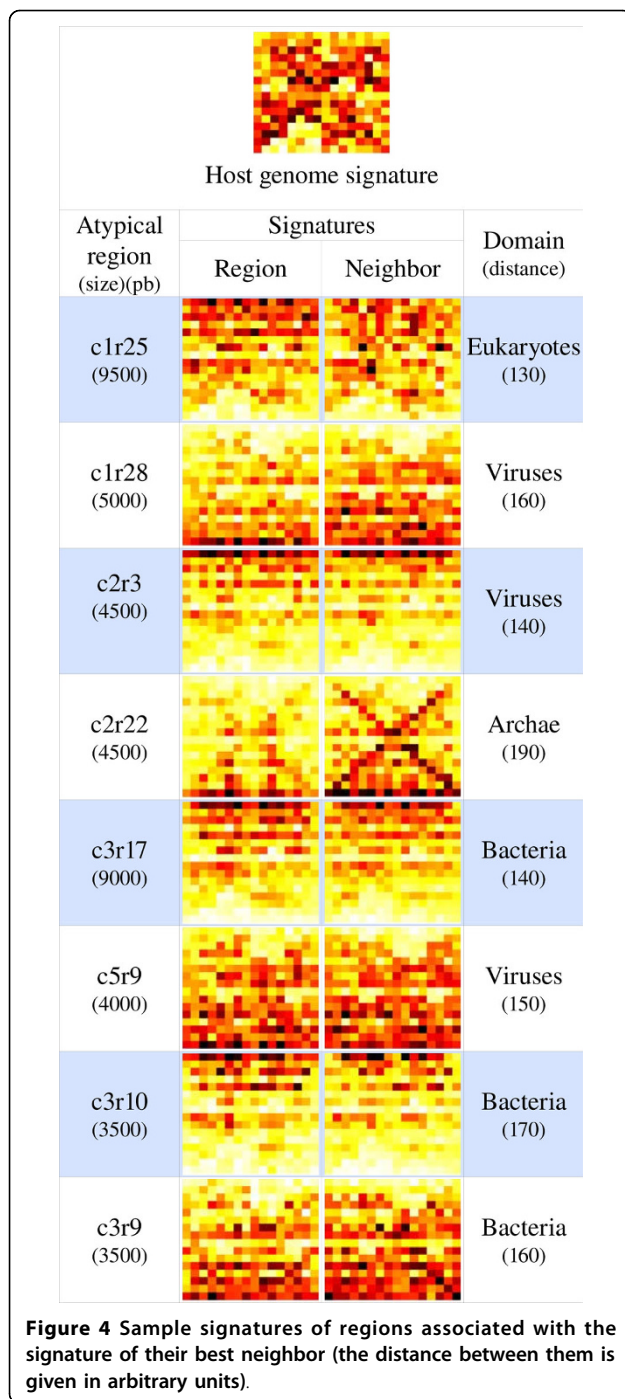 Host genome signature
Atypical region (size)(pb)
Signatures
Region
Neighbor
Domain (distance)
c1r25 (9500)
Eukaryotes (130)
c1r28 (5000)
Viruses (160)
c2r3 (4500)
Viruses (140)
c2r22 (4500)
Archae (190)
c3r17 (9000)
Bacteria (140)
c5r9 (4000)
Viruses (150)
c3r10 (3500)
Bacteria (170)
c3r9 (3500)
Bacteria (160)
Figure 4 Sample signatures of regions associated with the
signature of their best neighbor (the distance between them is
given in arbitrary units).